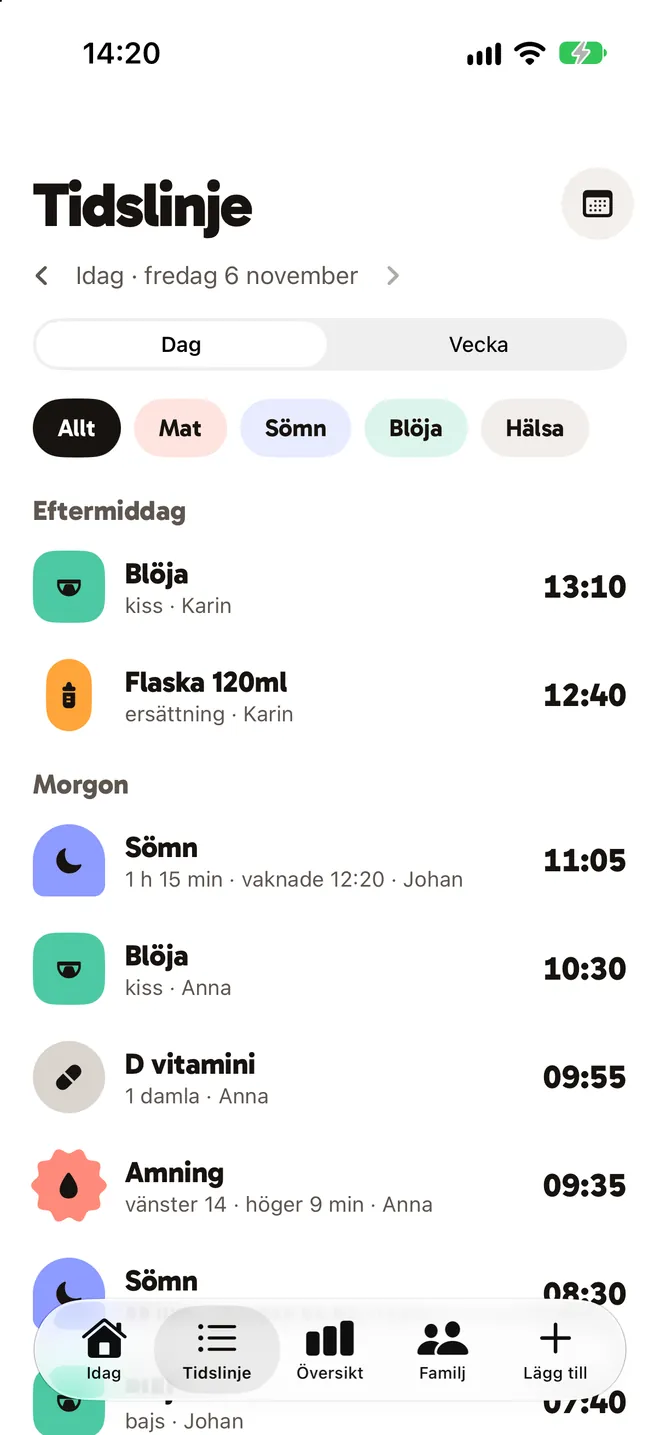 14:20
Tidslinje
Idag · fredag 6 november
Dag
Vecka
Allt
Mat
Sömn
Blöja
Hälsa
Eftermiddag
Blöja
kiss · Karin
13:10
Flaska 120ml
ersättning · Karin
12:40
Morgon
Sömn
1 h 15 min · vaknade 12:20 · Johan
11:05
Blöja
kiss · Anna
10:30
D vitamini
1 damla · Anna
09:55
Amning
vänster 14 · höger 9 min · Anna
09:35
Sömn
08:30
bajs · Johan
07:40
Idag
Tidslinje
Översikt
Familj
Lägg till